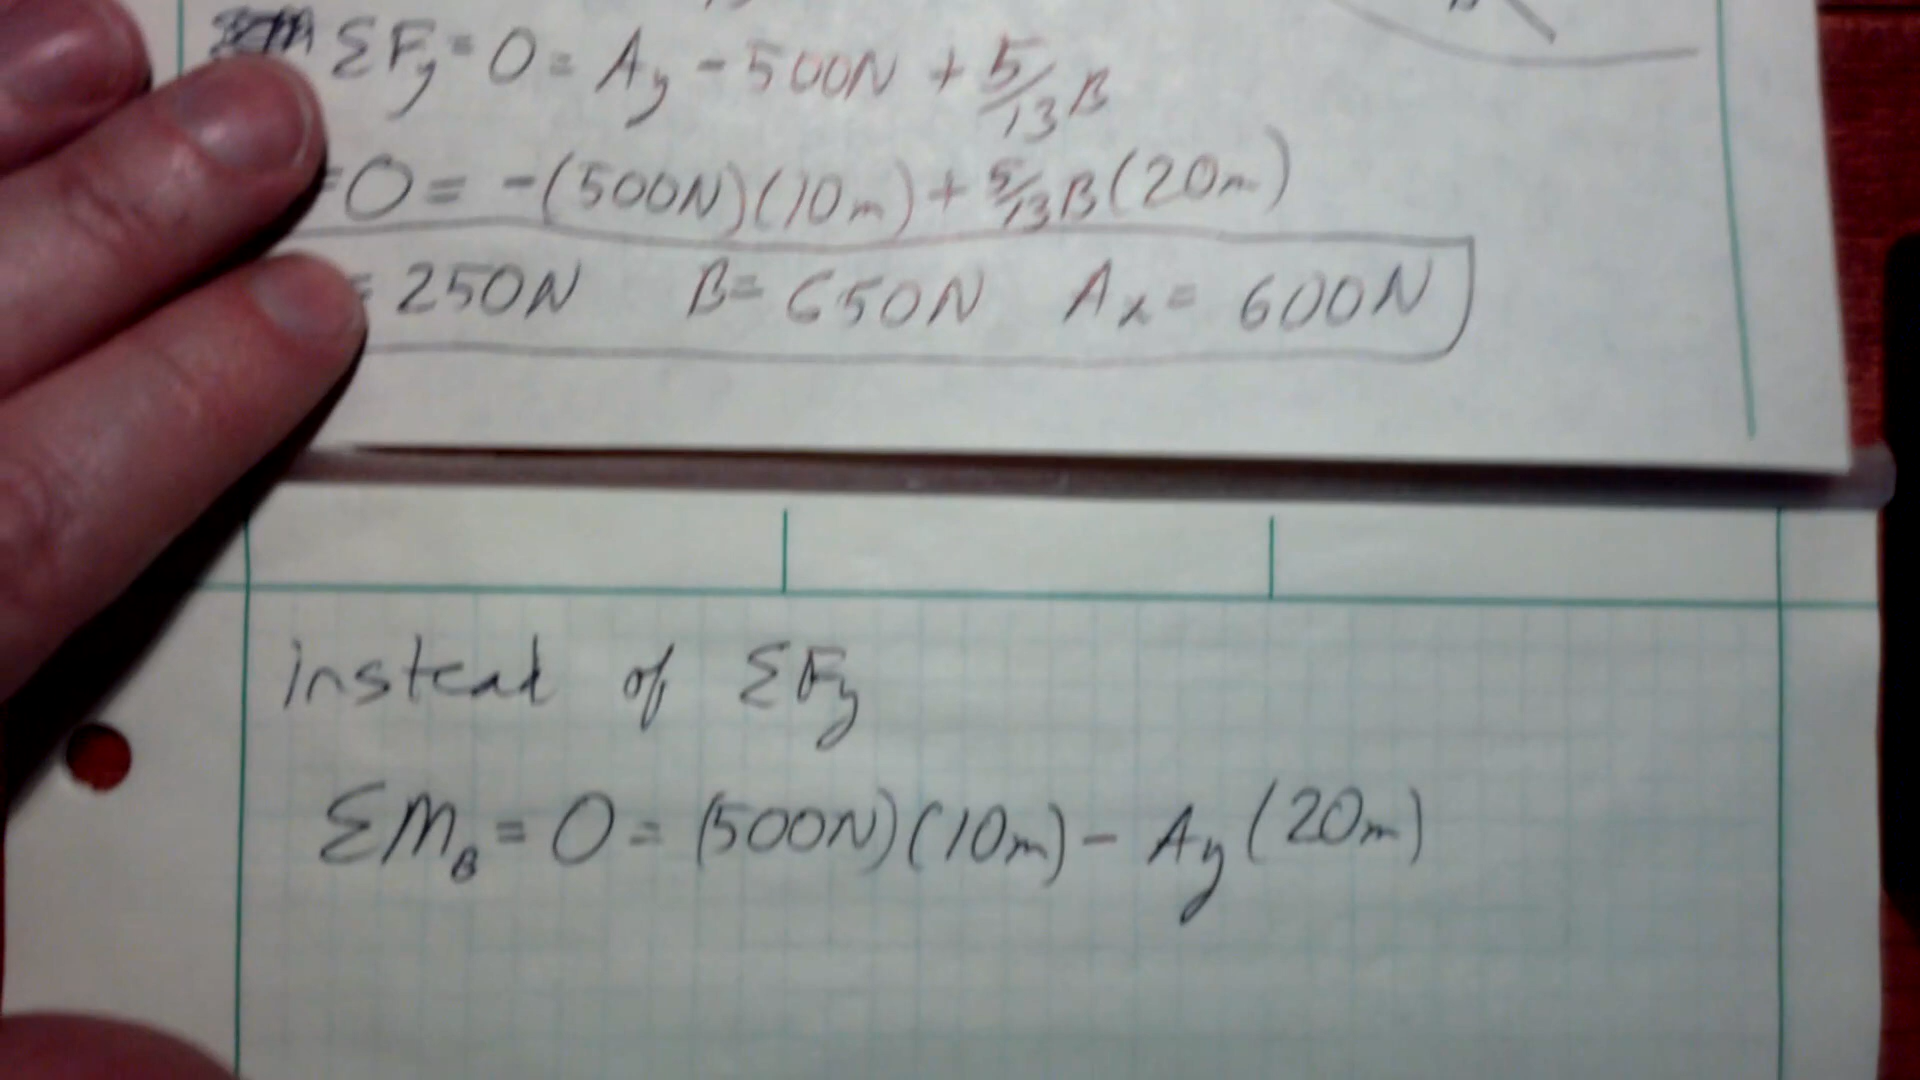 ΣFy = 0 = Ay - 500N + 5/13 B
= 0 = -(500N)(10m) + 5/13 B(20m)
= 250N B = 650N Ax = 600N
instead of ΣFy
ΣMB = 0 = (500N)(10m) - Ay(20m)